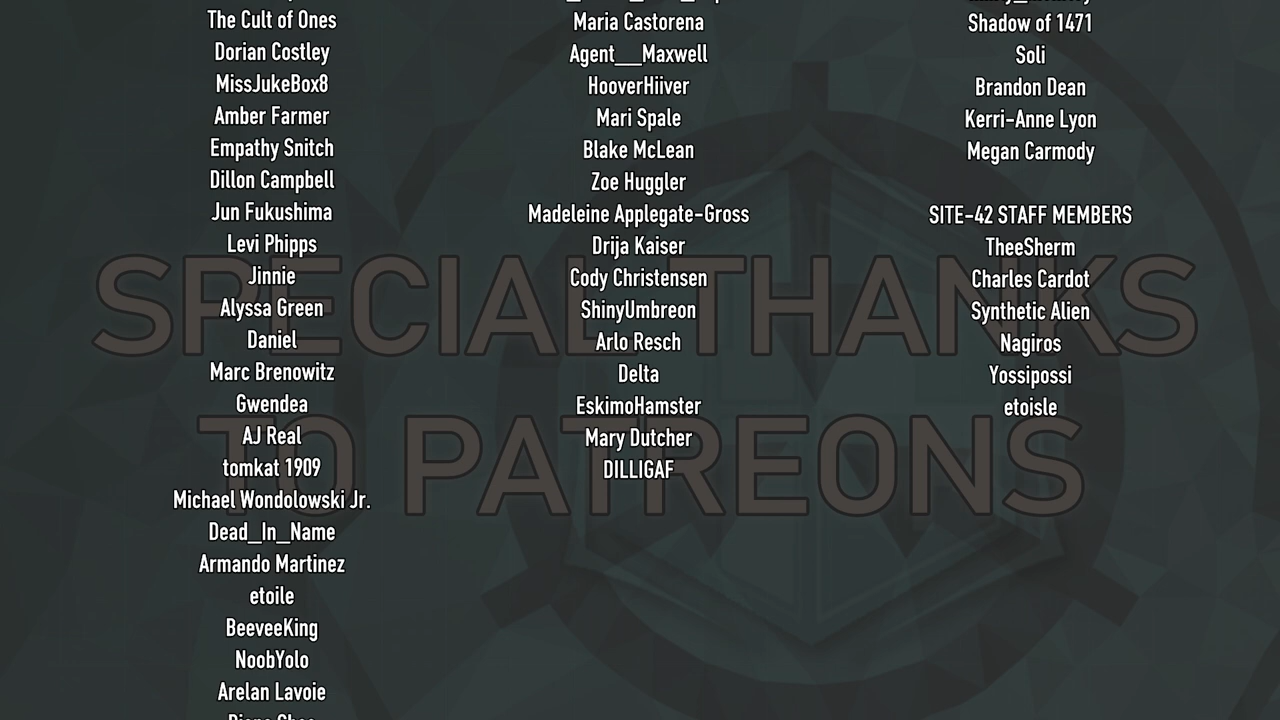 The Cult of Ones
Dorian Costley
MissJukeBox8
Amber Farmer
Empathy Snitch
Dillon Campbell
Jun Fukushima
Levi Phipps
Jinnie
Alyssa Green
Daniel
Marc Brenowitz
Gwendea
AJ Real
tomkat 1909
Michael Wondolowski Jr.
Dead_In_Name
Armando Martinez
etoile
BeeveeKing
NoobYolo
Arelan Lavoie
Maria Castorena
Agent__Maxwell
HooverHiiver
Mari Spale
Blake McLean
Zoe Huggler
Madeleine Applegate-Gross
Drija Kaiser
Cody Christensen
ShinyUmbreon
Arlo Resch
Delta
EskimoHamster
Mary Dutcher
DILLIGAF
Shadow of 1471
Soli
Brandon Dean
Kerri-Anne Lyon
Megan Carmody
SITE-42 STAFF MEMBERS
TheeSherm
Charles Cardot
Synthetic Alien
Nagiros
Yossipossi
etoisle
SPECIAL THANKS
TO PATREONS